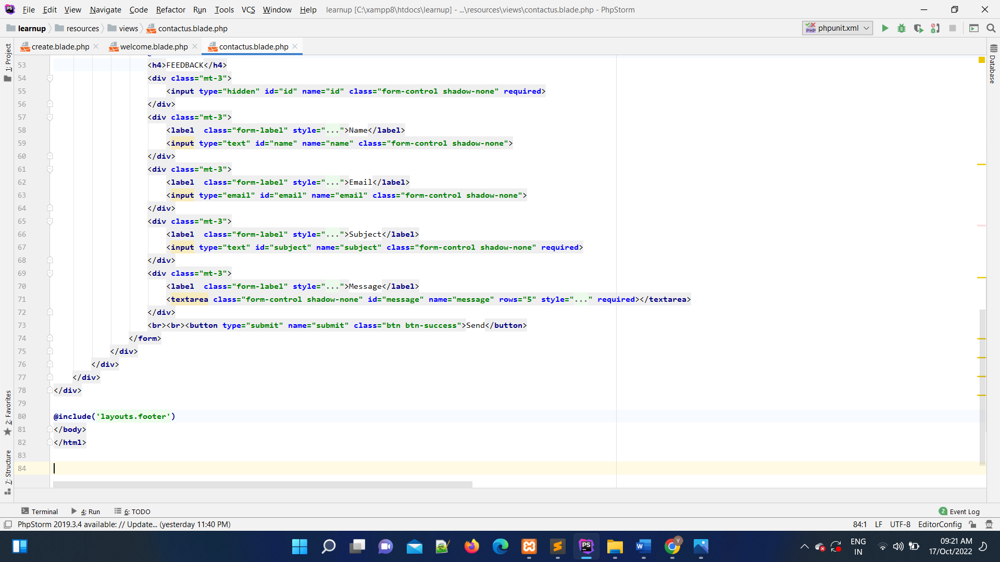 File Edit View Navigate Code Refactor Run Tools VCS Window Help learnup [C:\xampp8\htdocs\learnup] - ...\resources\views\contactus.blade.php - PhpStorm
learnup resources views contactus.blade.php phpunit.xml
create.blade.php welcome.blade.php contactus.blade.php
1: Project
Database
53 <h4>FEEDBACK</h4>
54 <div class="mt-3">
55 <input type="hidden" id="id" name="id" class="form-control shadow-none" required>
56 </div>
57 <div class="mt-3">
58 <label  class="form-label" style="...">Name</label>
59 <input type="text" id="name" name="name" class="form-control shadow-none">
60 </div>
61 <div class="mt-3">
62 <label  class="form-label" style="...">Email</label>
63 <input type="email" id="email" name="email" class="form-control shadow-none">
64 </div>
65 <div class="mt-3">
66 <label  class="form-label" style="...">Subject</label>
67 <input type="text" id="subject" name="subject" class="form-control shadow-none" required>
68 </div>
69 <div class="mt-3">
70 <label  class="form-label" style="...">Message</label>
71 <textarea class="form-control shadow-none" id="message" name="message" rows="5" style="..." required></textarea>
72 </div>
73 <br><br><button type="submit" name="submit" class="btn btn-success">Send</button>
74 </form>
75 </div>
76 </div>
77 </div>
78 </div>
79
80 @include('layouts.footer')
81 </body>
82 </html>
83
84
2: Favorites
7: Structure
Terminal 4: Run 6: TODO 2 Event Log
PhpStorm 2019.3.4 available: // Update... (yesterday 11:40 PM) 84:1 LF UTF-8 EditorConfig
ENG
IN
09:21 AM
17/Oct/2022